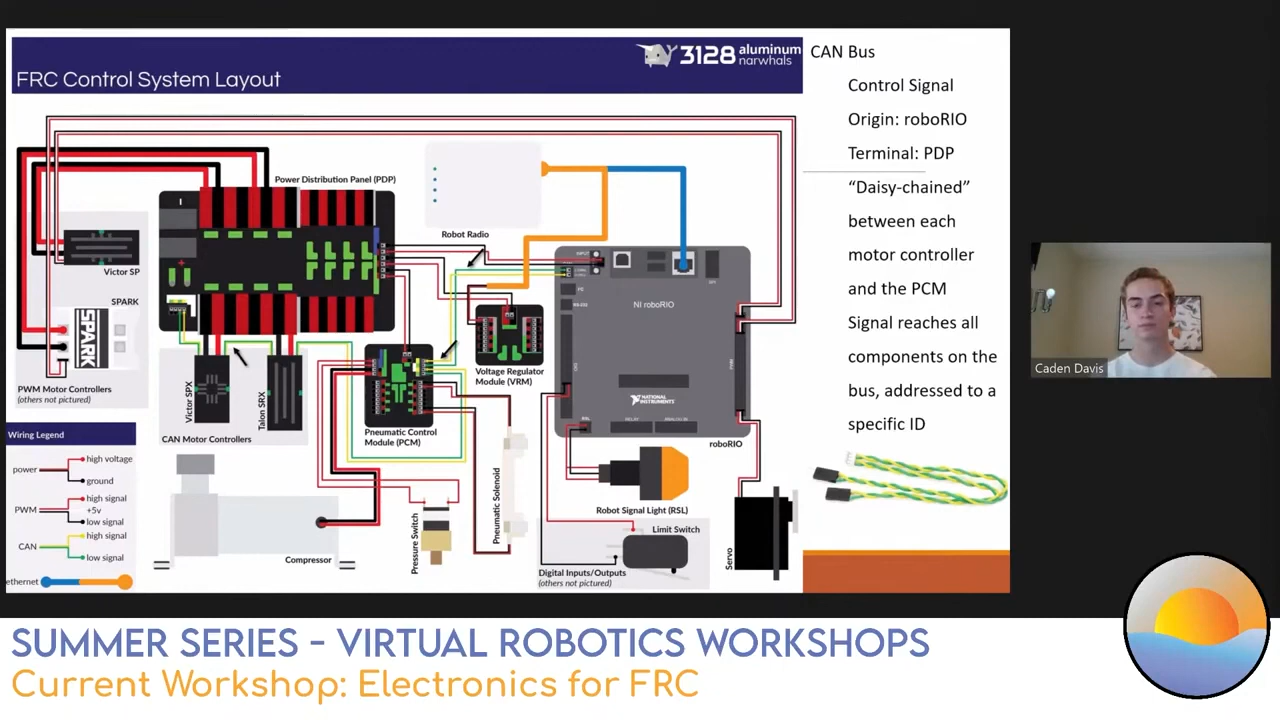 FRC Control System Layout
3128 aluminum
narwhals
CAN Bus
Control Signal
Origin: roboRIO
Terminal: PDP
“Daisy-chained”
between each
motor controller
and the PCM
Signal reaches all
components on the
bus, addressed to a
specific ID
Power Distribution Panel (PDP)
Robot Radio
Victor SP
SPARK
SPARK
PWM Motor Controllers
(others not pictured)
Victor SPX
Talon SRX
CAN Motor Controllers
Pneumatic Control
Module (PCM)
Voltage Regulator
Module (VRM)
NI roboRIO
NATIONAL
INSTRUMENTS
roboRIO
Wiring Legend
power
high voltage
ground
PWM
high signal
+5v
low signal
CAN
high signal
low signal
ethernet
Compressor
Pressure Switch
Pneumatic Solenoid
Robot Signal Light (RSL)
Limit Switch
Digital Inputs/Outputs
(others not pictured)
Servo
Caden Davis
SUMMER SERIES - VIRTUAL ROBOTICS WORKSHOPS
Current Workshop: Electronics for FRC